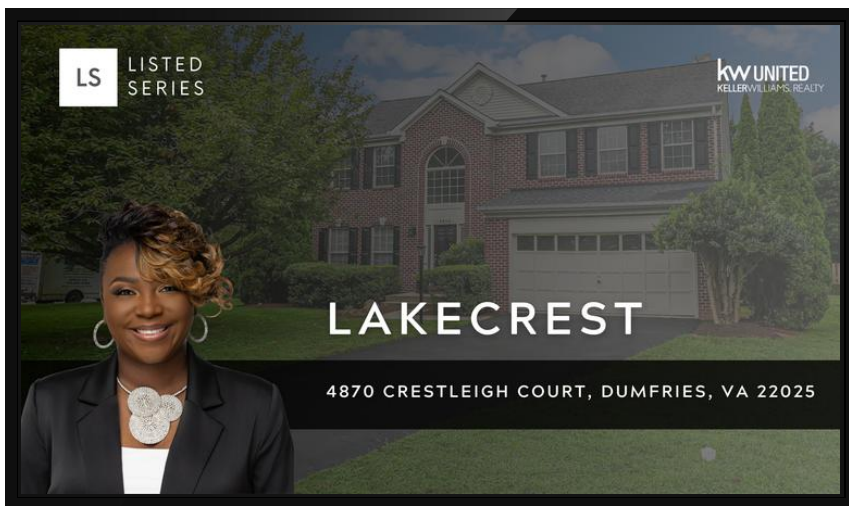 LS
LISTED
SERIES
kw UNITED
KELLERWILLIAMS. REALTY
LAKECREST
4870 CRESTLEIGH COURT, DUMFRIES, VA 22025